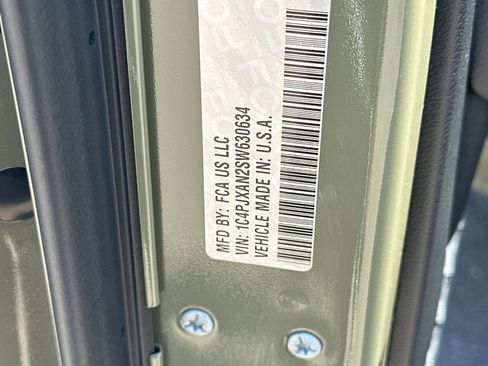 MFD BY: FCA US LLC
VIN: 1C4PJXAN2SW630634
VEHICLE MADE IN: U.S.A.